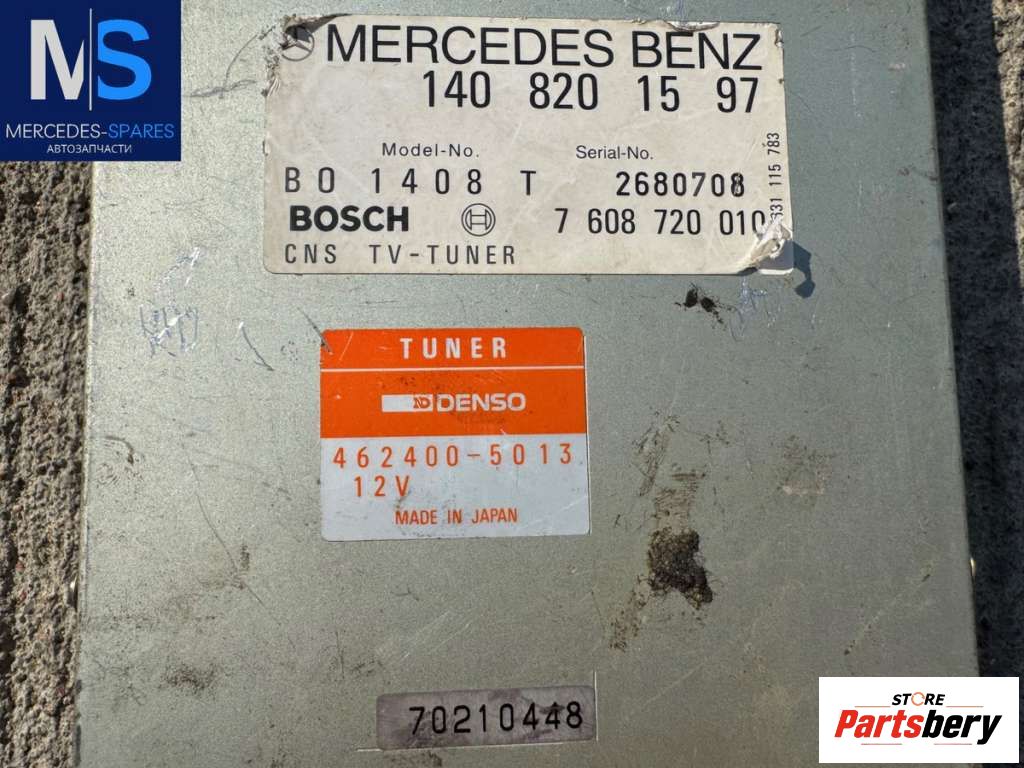 MS
MERCEDES-SPARES
АВТОЗАПЧАСТИ
MERCEDES BENZ
140 820 15 97
Model-No. Serial-No.
BO 1408 T 2680708
BOSCH 7 608 720 010
CNS TV-TUNER
631 115 783
TUNER
DENSO
462400-5013
12V
MADE IN JAPAN
70210448
STORE
Partsbery